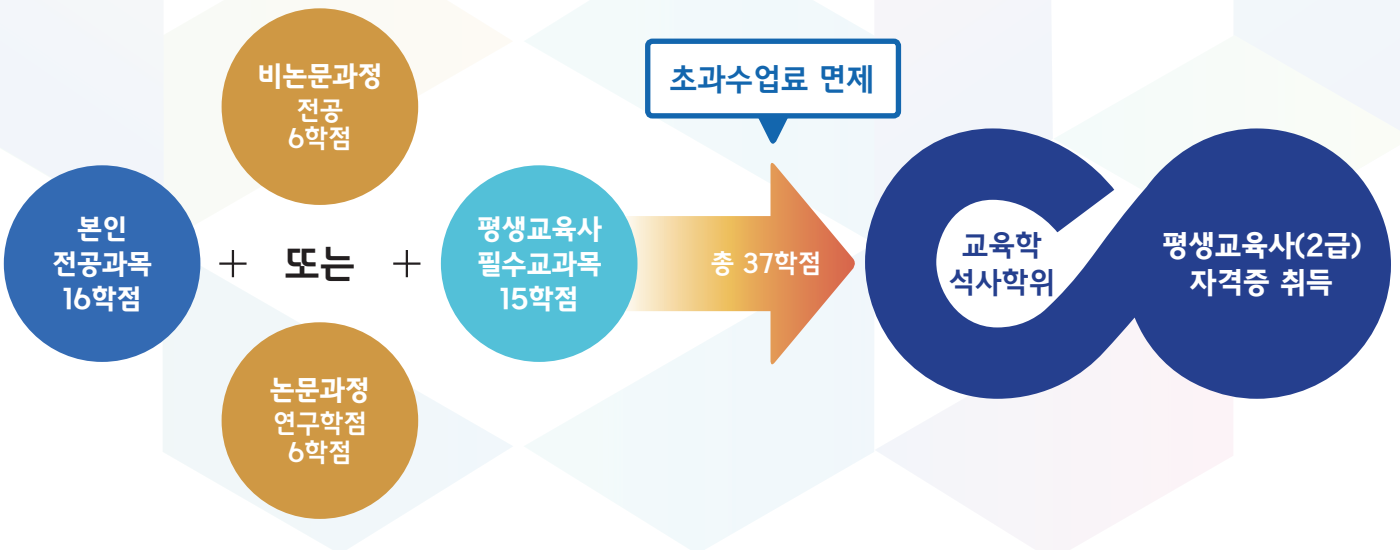 본인
전공과목
16학점
+
비논문과정
전공
6학점
또는
논문과정
연구학점
6학점
+
평생교육사
필수교과목
15학점
초과수업료 면제
총 37학점
교육학
석사학위
평생교육사(2급)
자격증 취득